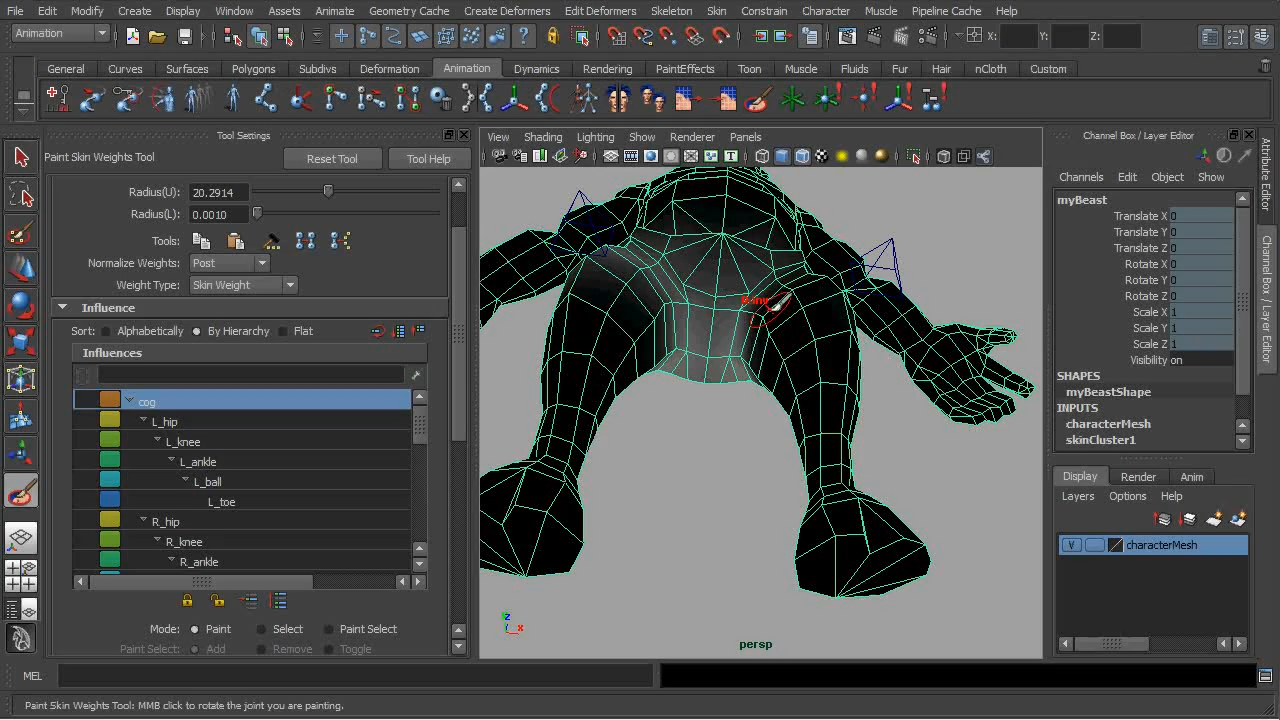 File Edit Modify Create Display Window Assets Animate Geometry Cache Create Deformers Edit Deformers Skeleton Skin Constrain Character Muscle Pipeline Cache Help
Animation X: Y: Z:
General Curves Surfaces Polygons Subdivs Deformation Animation Dynamics Rendering PaintEffects Toon Muscle Fluids Fur Hair nCloth Custom
Tool Settings
Paint Skin Weights Tool Reset Tool Tool Help
Radius(U): 20.2914
Radius(L): 0.0010
Tools:
Normalize Weights: Post
Weight Type: Skin Weight
Influence
Sort: Alphabetically By Hierarchy Flat
Influences
cog
L_hip
L_knee
L_ankle
L_ball
L_toe
R_hip
R_knee
R_ankle
Mode: Paint Select Paint Select
Paint Select: Add Remove Toggle
View Shading Lighting Show Renderer Panels
z
Y
x
persp
Channel Box / Layer Editor
Channels Edit Object Show
myBeast
Translate X 0
Translate Y 0
Translate Z 0
Rotate X 0
Rotate Y 0
Rotate Z 0
Scale X 1
Scale Y 1
Scale Z 1
Visibility on
SHAPES
myBeastShape
INPUTS
characterMesh
skinCluster1
Display Render Anim
Layers Options Help
V characterMesh
Attribute Editor
Channel Box / Layer Editor
MEL
Paint Skin Weights Tool: MMB click to rotate the joint you are painting.